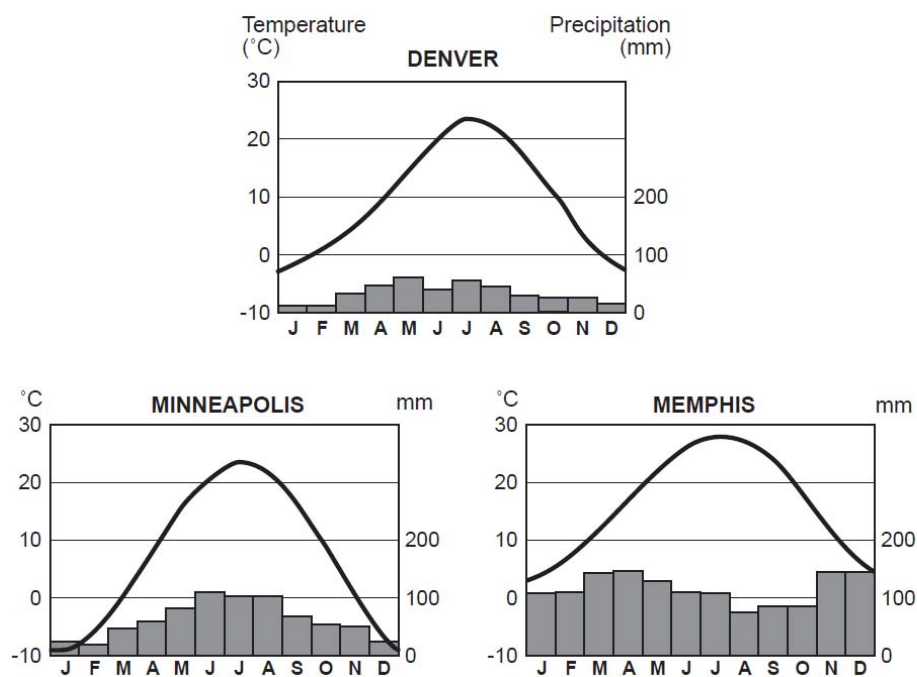 Temperature Precipitation
(˚C) DENVER (mm)
30
20
10 200
0 100
-10 0
J F M A M J J A S O N D
˚C MINNEAPOLIS mm
30
20
10 200
0 100
-10 0
J F M A M J J A S O N D
˚C MEMPHIS mm
30
20
10 200
0 100
-10 0
J F M A M J J A S O N D